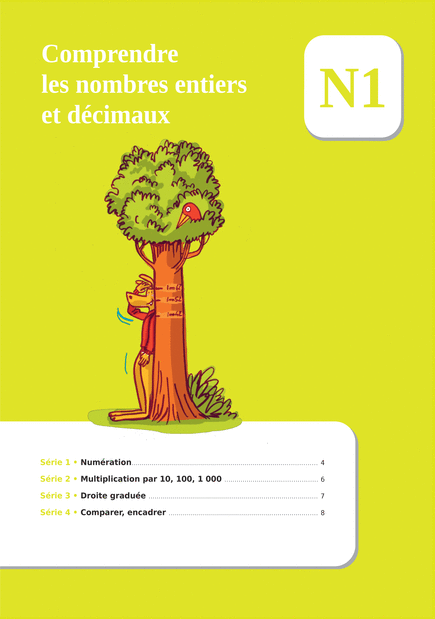 Comprendre
les nombres entiers
et décimaux
N1
Série 1 • Numération 4
Série 2 • Multiplication par 10, 100, 1 000 6
Série 3 • Droite graduée 7
Série 4 • Comparer, encadrer 8